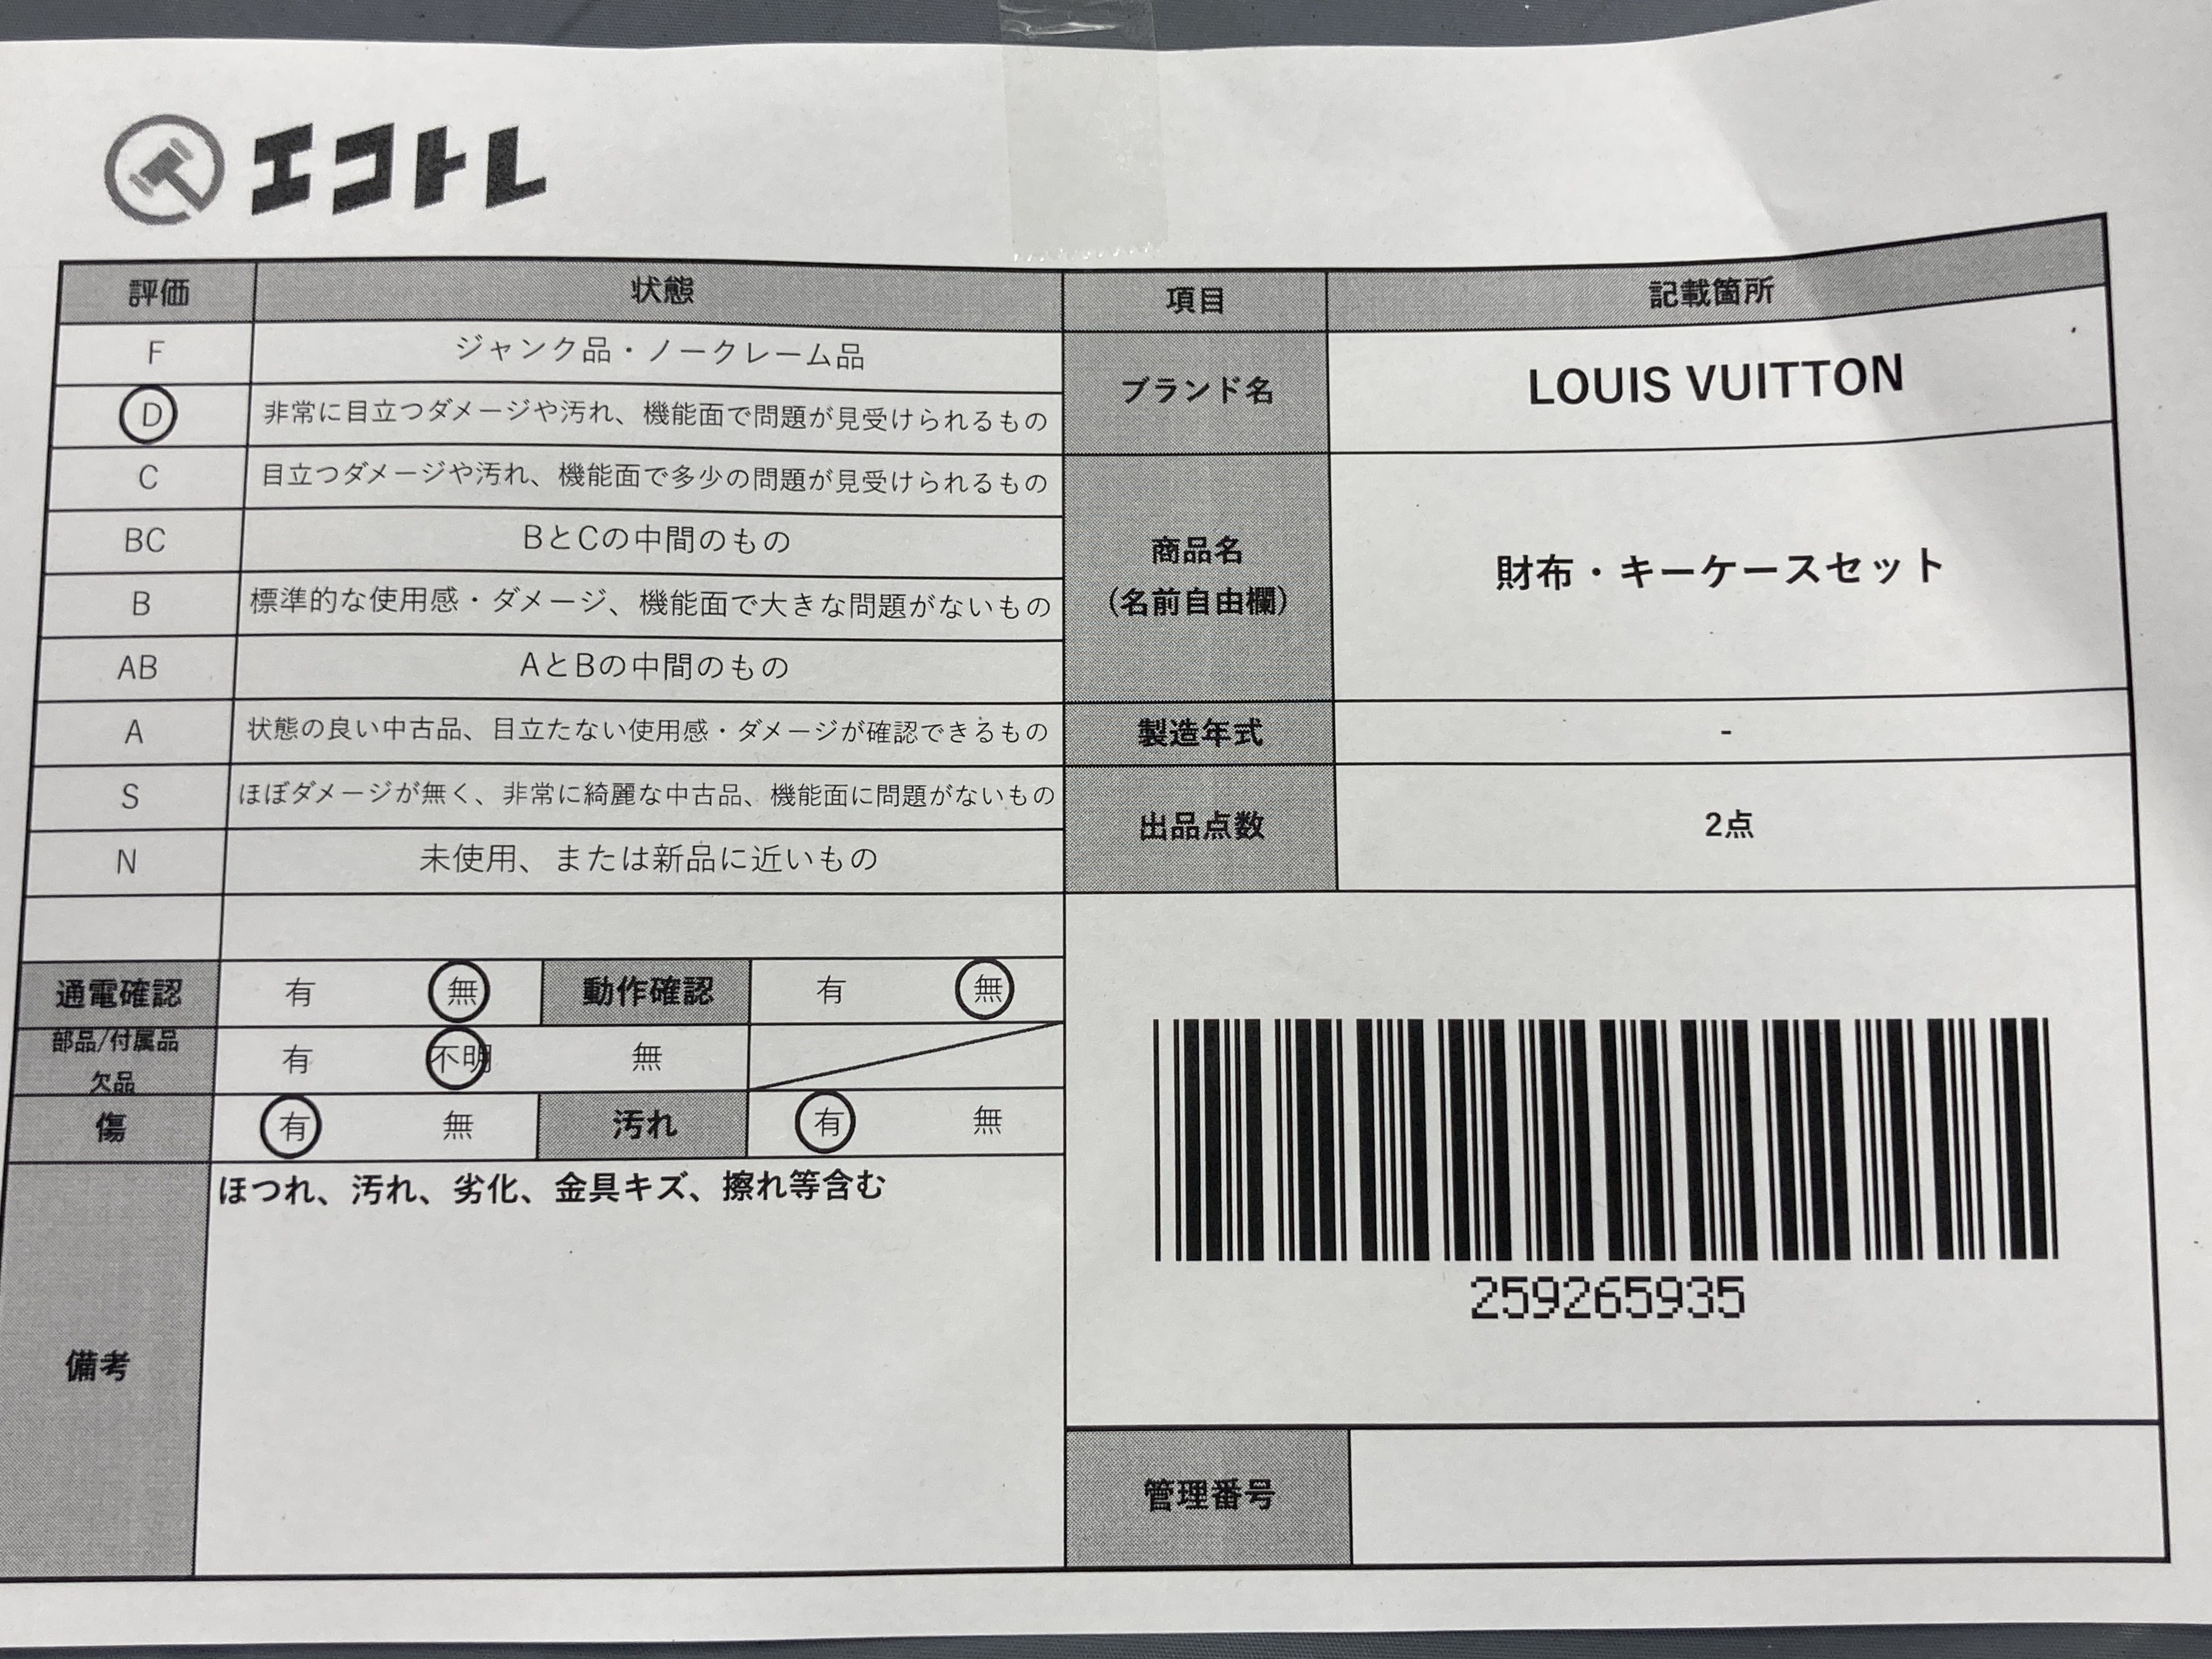 エコトレ
評価 状態
F ジャンク品・ノークレーム品
D 非常に目立つダメージや汚れ、機能面で問題が見受けられるもの
C 目立つダメージや汚れ、機能面で多少の問題が見受けられるもの
BC BとCの中間のもの
B 標準的な使用感・ダメージ、機能面で大きな問題がないもの
AB AとBの中間のもの
A 状態の良い中古品、目立たない使用感・ダメージが確認できるもの
S ほぼダメージが無く、非常に綺麗な中古品、機能面に問題がないもの
N 未使用、または新品に近いもの
通電確認 有 無 動作確認 有 無
部品/付属品
欠品 有 不明 無
傷 有 無 汚れ 有 無
備考 ほつれ、汚れ、劣化、金具キズ、擦れ等含む
項目 記載箇所
ブランド名 LOUIS VUITTON
商品名
（名前自由欄） 財布・キーケースセット
製造年式 -
出品点数 2点
259265935
管理番号